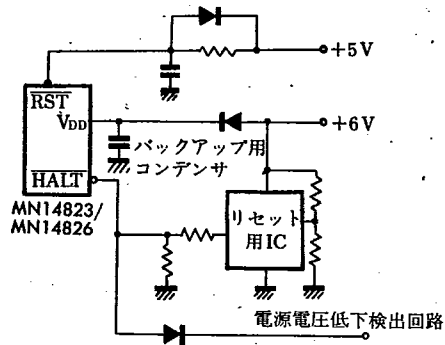 +5V
RST
VDD
+6V
バックアップ用
コンデンサ
HALT
MN14823/
MN14826
リセット
用IC
電源電圧低下検出回路